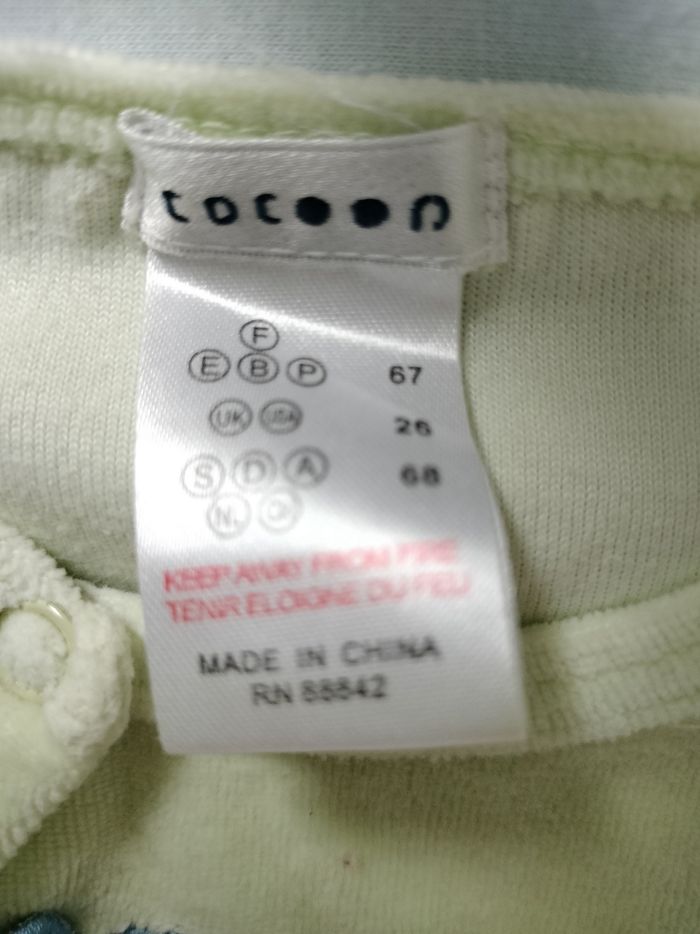 tocoon
F
E B P 67
UK USA 26
S D A 68
N.
KEEP AWAY FROM FIRE
TENIR ELOIGNE DU FEU
MADE IN CHINA
RN 88842